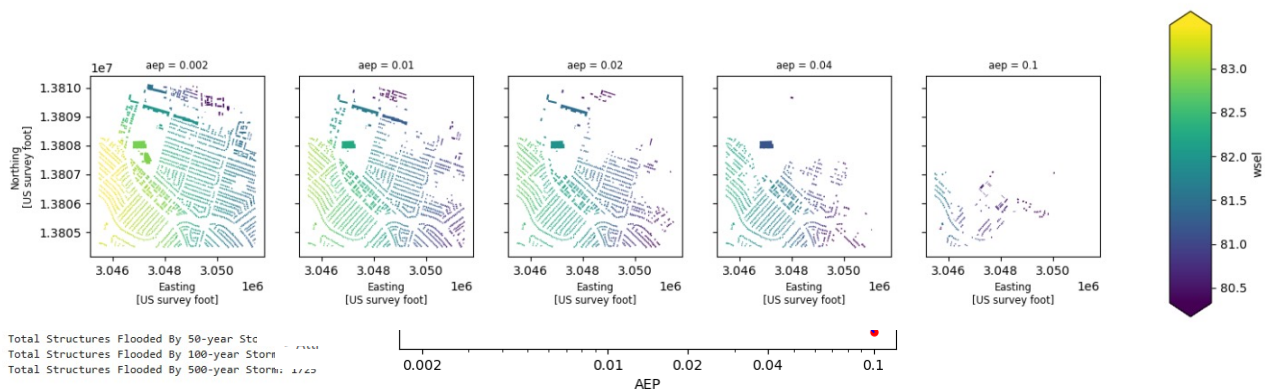 aep = 0.002 aep = 0.01 aep = 0.02 aep = 0.04 aep = 0.1
1e7
1.3810
1.3809
1.3808
1.3807
1.3806
1.3805
Northing
[US survey foot]
3.046 3.048 3.050 3.046 3.048 3.050 3.046 3.048 3.050 3.046 3.048 3.050 3.046 3.048 3.050
Easting 1e6 Easting 1e6 Easting 1e6 Easting 1e6 Easting 1e6
[US survey foot] [US survey foot] [US survey foot] [US survey foot] [US survey foot]
83.0
82.5
82.0
81.5
81.0
80.5
wsel
Total Structures Flooded By 50-year
Total Structures Flooded By 100-year Storm
Total Structures Flooded By 500-year Storm:
0.002 0.01 0.02 0.04 0.1
AEP